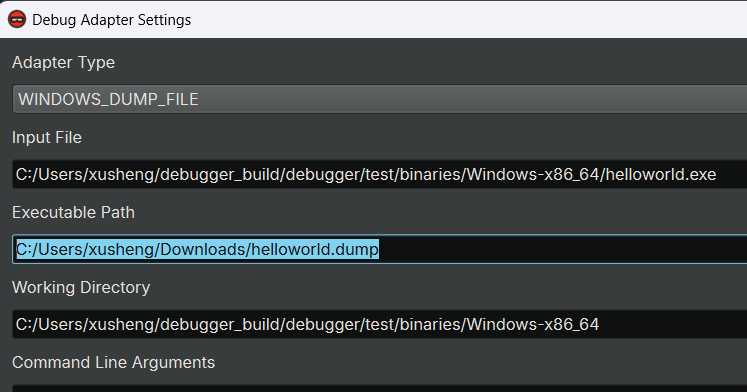 Debug Adapter Settings
Adapter Type
WINDOWS_DUMP_FILE
Input File
C:/Users/xusheng/debugger_build/debugger/test/binaries/Windows-x86_64/helloworld.exe
Executable Path
C:/Users/xusheng/Downloads/helloworld.dump
Working Directory
C:/Users/xusheng/debugger_build/debugger/test/binaries/Windows-x86_64
Command Line Arguments